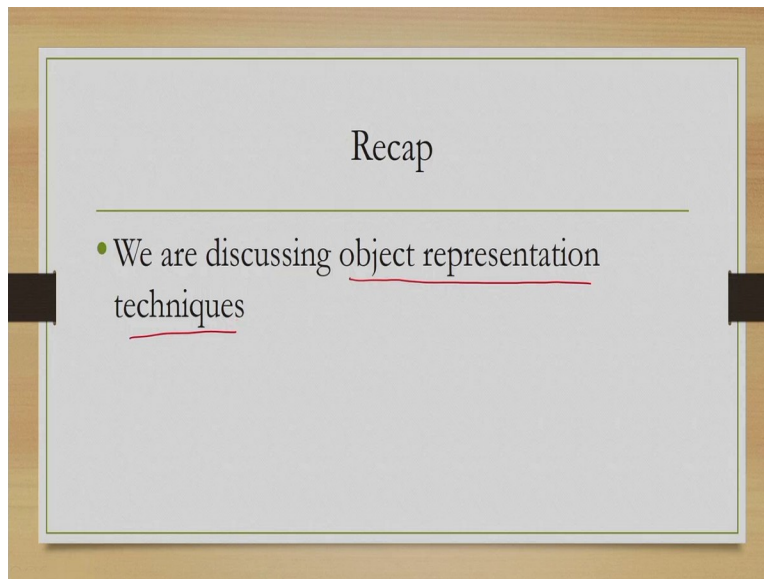 Recap
• We are discussing object representation
techniques